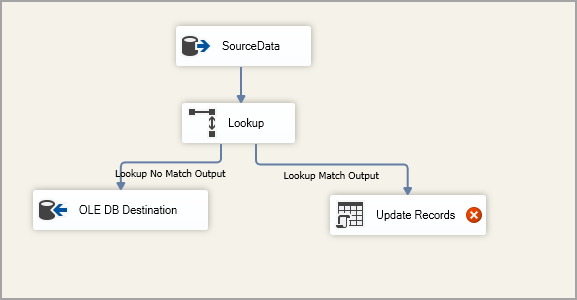 SourceData
Lookup
Lookup No Match Output
Lookup Match Output
OLE DB Destination
Update Records